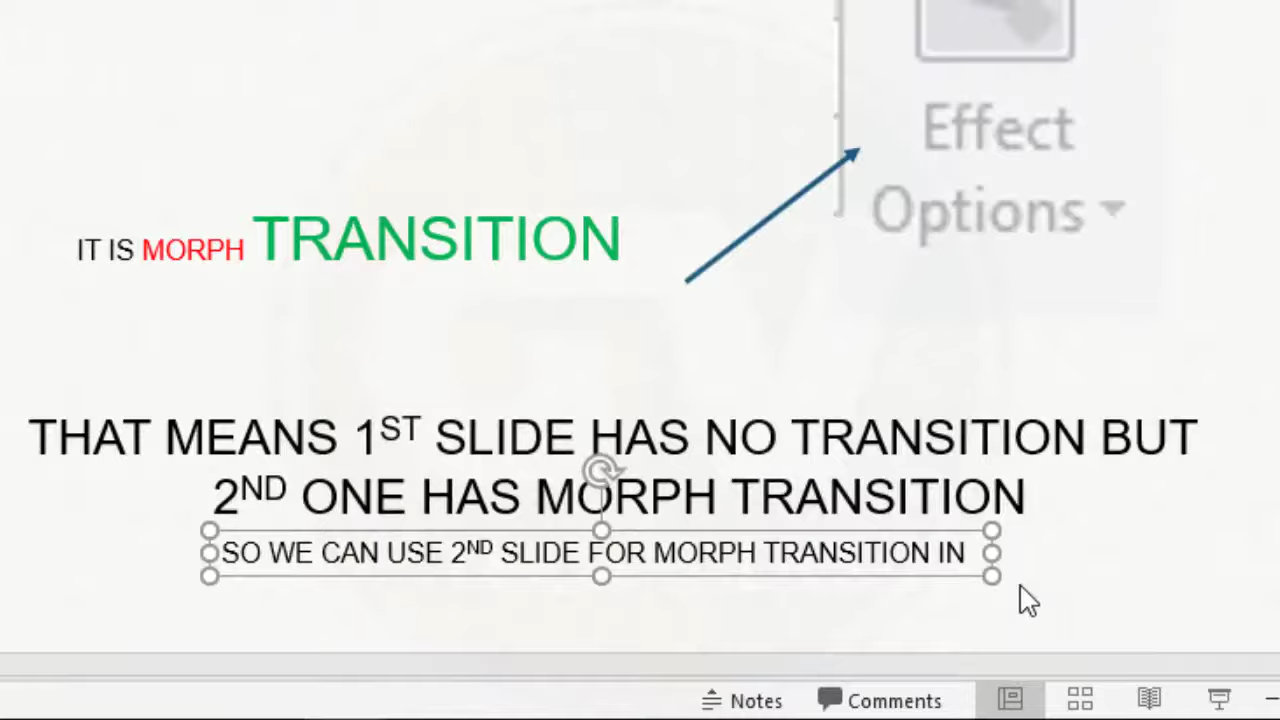 Effect
Options
IT IS MORPH TRANSITION
THAT MEANS 1ST SLIDE HAS NO TRANSITION BUT
2ND ONE HAS MORPH TRANSITION
SO WE CAN USE 2ND SLIDE FOR MORPH TRANSITION IN
Notes Comments